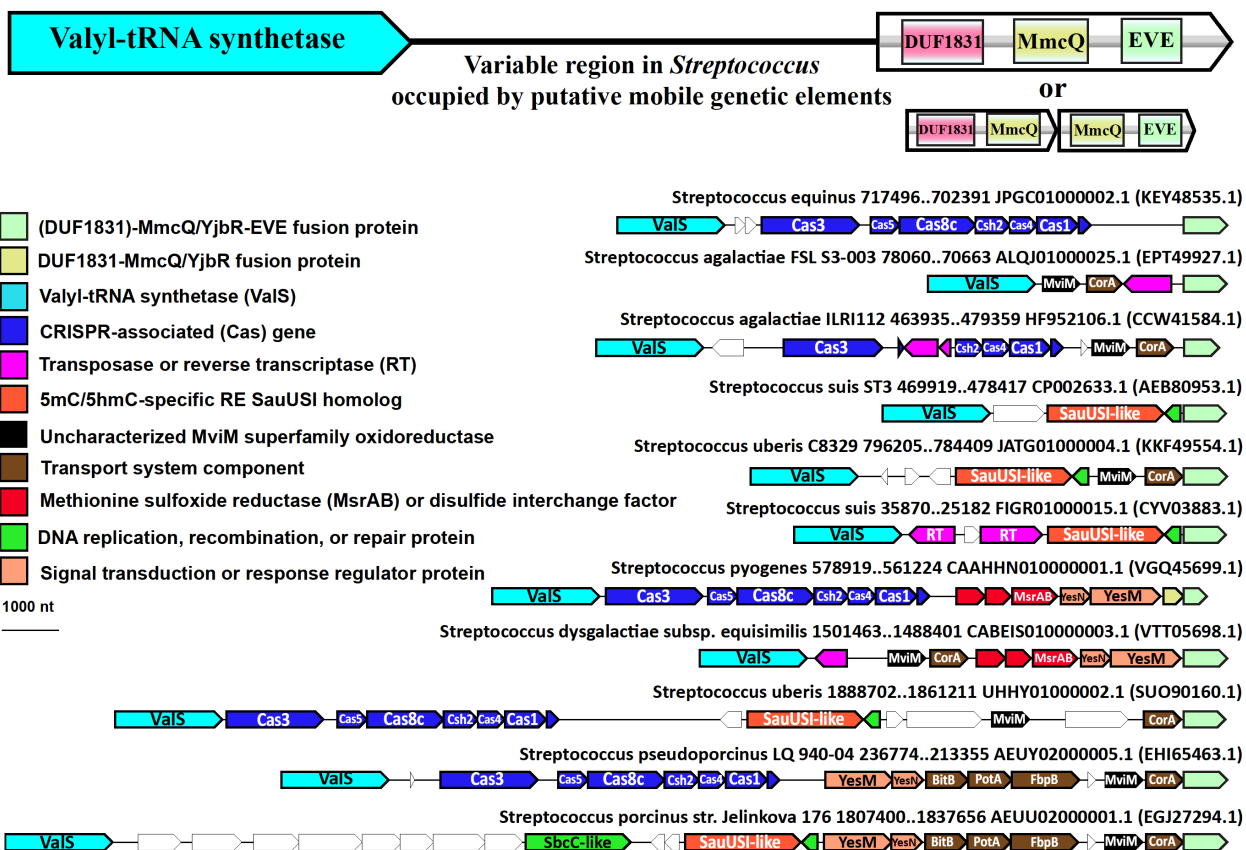 Valyl-tRNA synthetase
DUF1831 MmcQ EVE
Variable region in Streptococcus
occupied by putative mobile genetic elements
or
DUF1831 MmcQ MmcQ EVE
(DUF1831)-MmcQ/YjbR-EVE fusion protein
DUF1831-MmcQ/YjbR fusion protein
Valyl-tRNA synthetase (ValS)
CRISPR-associated (Cas) gene
Transposase or reverse transcriptase (RT)
5mC/5hmC-specific RE SauUSI homolog
Uncharacterized MviM superfamily oxidoreductase
Transport system component
Methionine sulfoxide reductase (MsrAB) or disulfide interchange factor
DNA replication, recombination, or repair protein
Signal transduction or response regulator protein
1000 nt
Streptococcus equinus 717496..702391 JPGC01000002.1 (KEY48535.1)
ValS Cas3 Cas5 Cas8c Csh2 Cas4 Cas1
Streptococcus agalactiae FSL S3-003 78060..70663 ALQJ01000025.1 (EPT49927.1)
ValS MviM CorA
Streptococcus agalactiae ILRI112 463935..479359 HF952106.1 (CCW41584.1)
ValS Cas3 Csh2 Cas4 Cas1 MviM CorA
Streptococcus suis ST3 469919..478417 CP002633.1 (AEB80953.1)
ValS SauUSI-like
Streptococcus uberis C8329 796205..784409 JATG01000004.1 (KKF49554.1)
ValS SauUSI-like MviM CorA
Streptococcus suis 35870..25182 FIGR01000015.1 (CYV03883.1)
ValS RT RT SauUSI-like
Streptococcus pyogenes 578919..561224 CAAHHN010000001.1 (VGQ45699.1)
ValS Cas3 Cas5 Cas8c Csh2 Cas4 Cas1 MsrAB YesN YesM
Streptococcus dysgalactiae subsp. equisimilis 1501463..1488401 CABEIS010000003.1 (VTT05698.1)
ValS MviM CorA MsrAB YesN YesM
Streptococcus uberis 1888702..1861211 UHHY01000002.1 (SUO90160.1)
ValS Cas3 Cas5 Cas8c Csh2 Cas4 Cas1 SauUSI-like MviM CorA
Streptococcus pseudoporcinus LQ 940-04 236774..213355 AEUY02000005.1 (EHI65463.1)
ValS Cas3 Cas5 Cas8c Csh2 Cas4 Cas1 YesM YesN BitB PotA FbpB MviM CorA
Streptococcus porcinus str. Jelinkova 176 1807400..1837656 AEUU02000001.1 (EGJ27294.1)
ValS SbcC-like SauUSI-like YesM YesN BitB PotA FbpB MviM CorA